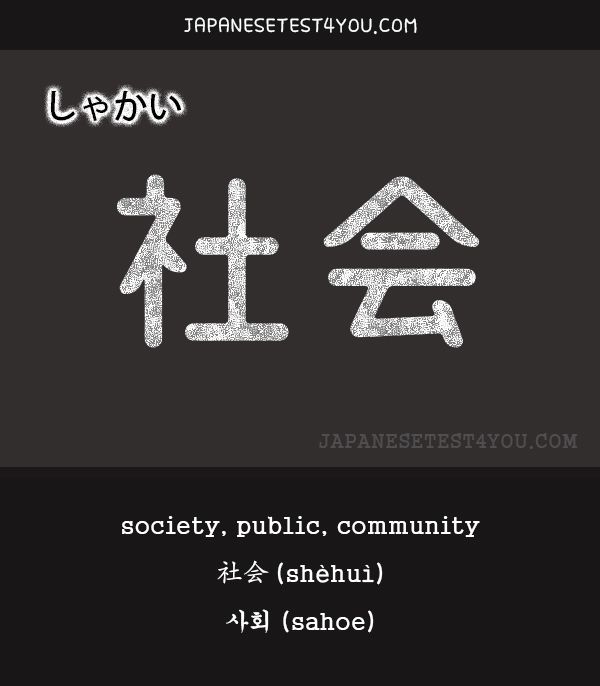 JAPANESETEST4YOU.COM
しゃかい
社会
JAPANESETEST4YOU.COM
society, public, community
社会 (shèhuì)
사회 (sahoe)